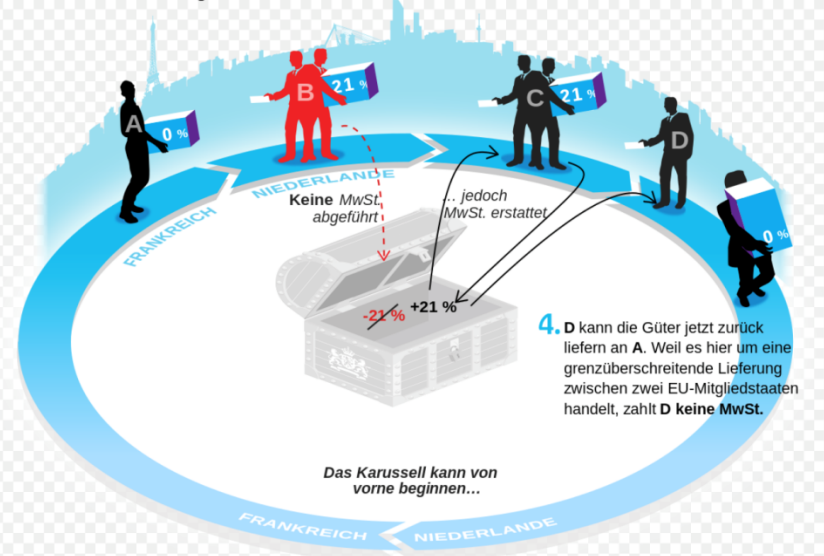 A
0 %
B
21 %
C
21 %
D
0 %
FRANKREICH
NIEDERLANDE
Keine MwSt.
abgeführt
... jedoch
MwSt. erstattet
-21 %
+21 %
4. D kann die Güter jetzt zurück
liefern an A. Weil es hier um eine
grenzüberschreitende Lieferung
zwischen zwei EU-Mitgliedstaaten
handelt, zahlt D keine MwSt.
Das Karussell kann von
vorne beginnen…
FRANKREICH
NIEDERLANDE